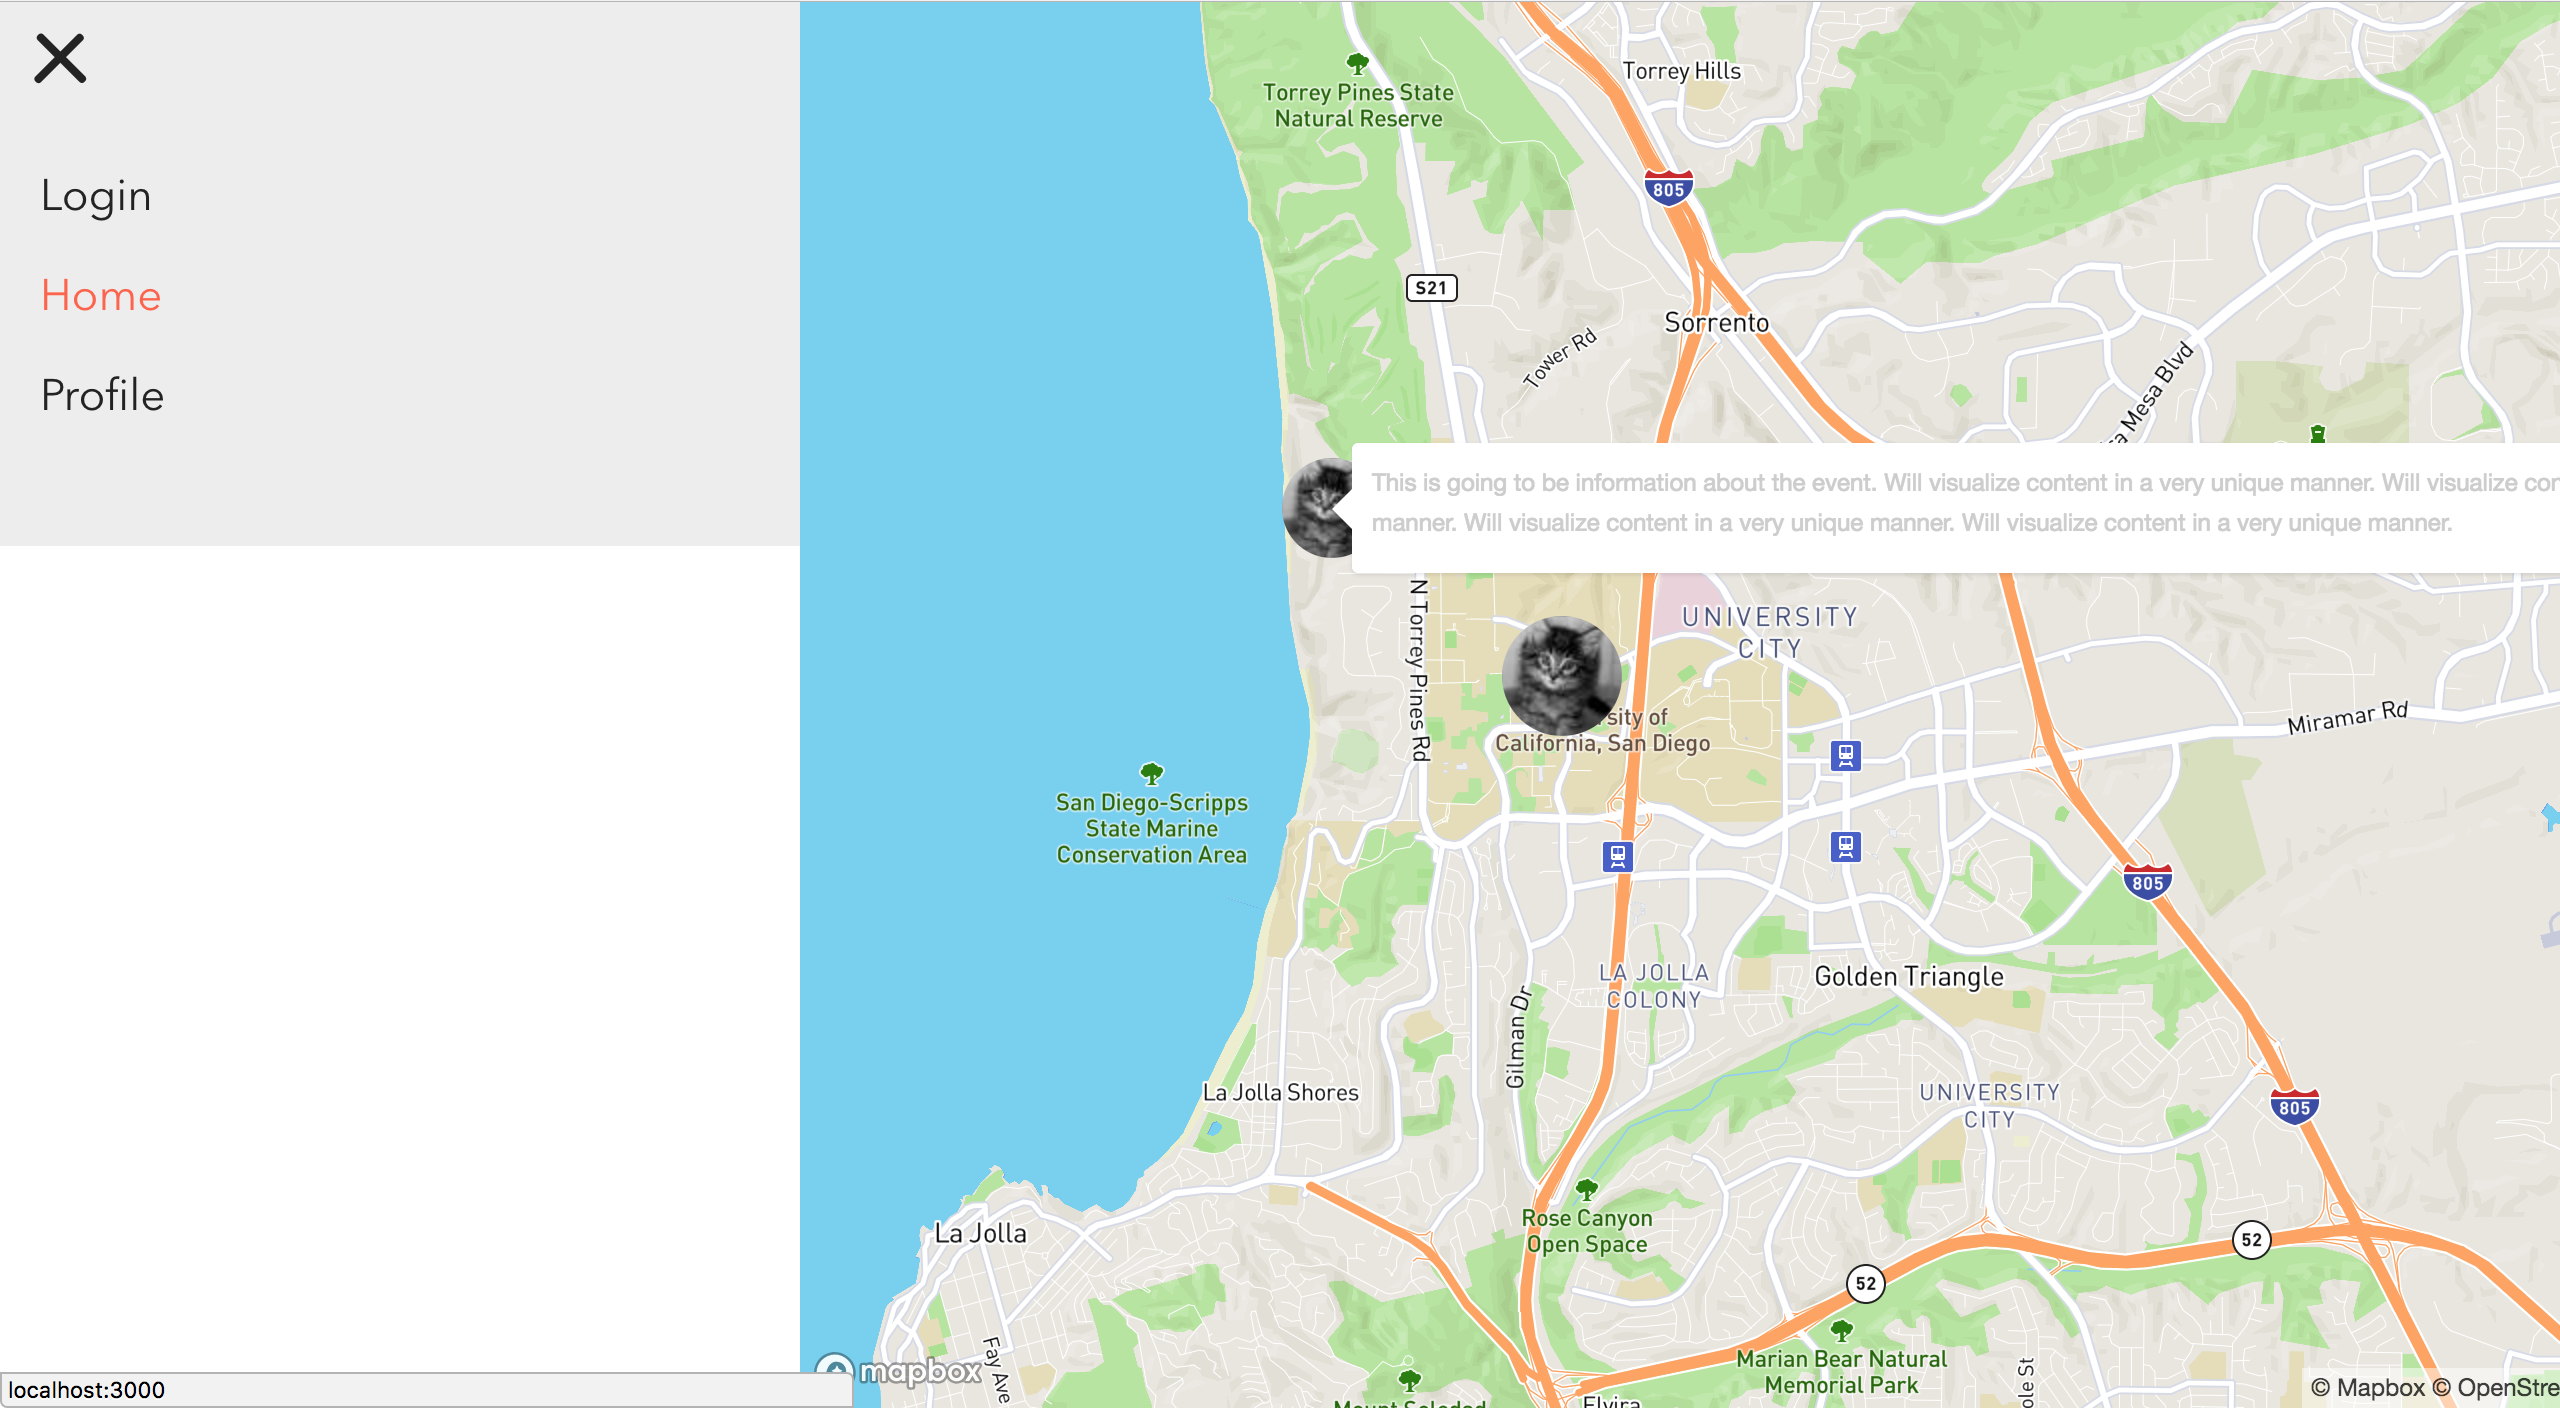 Login
Home
Profile
Torrey Pines State
Natural Reserve
Torrey Hills
805
S21
Sorrento
Tower Rd
Mesa Blvd
This is going to be information about the event. Will visualize content in a very unique manner. Will visualize
manner. Will visualize content in a very unique manner. Will visualize content in a very unique manner.
N Torrey Pines Rd
UNIVERSITY
CITY
California, San Diego
Miramar Rd
San Diego-Scripps
State Marine
Conservation Area
805
LA JOLLA
COLONY
Golden Triangle
Gilman Dr
La Jolla Shores
UNIVERSITY
CITY
805
La Jolla
Rose Canyon
Open Space
52
52
Fay Ave
Marian Bear Natural
Memorial Park
mapbox
localhost:3000
St
© Mapbox ©
Mount Soledad
Elvira